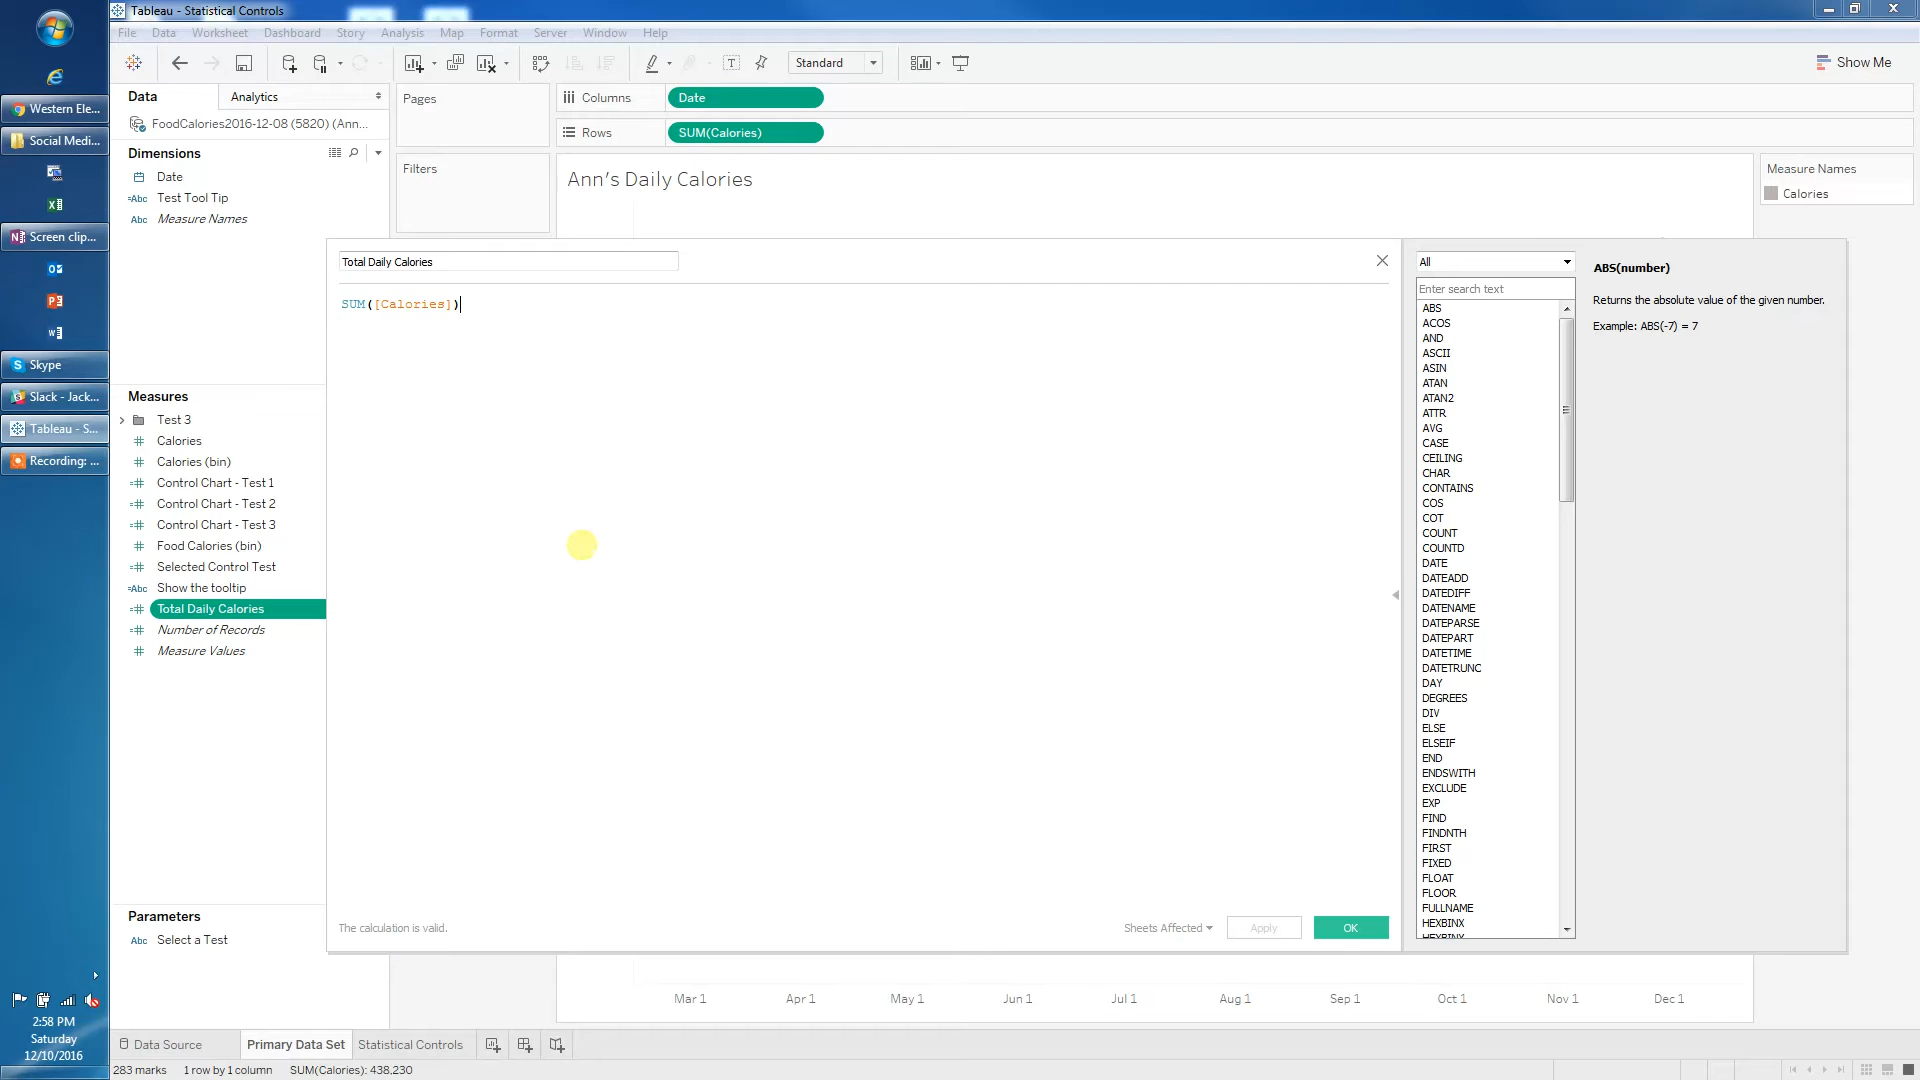 Tableau - Statistical Controls
File Data Worksheet Dashboard Story Analysis Map Format Server Window Help
Standard
Show Me
Data
Analytics
Pages
Columns
Date
FoodCalories2016-12-08 (5820) (Ann...
Rows
SUM(Calories)
Dimensions
Date
Abc Test Tool Tip
Abc Measure Names
Filters
Ann's Daily Calories
Measure Names
Calories
Western Ele...
Social Medi...
Screen clip...
Skype
Slack - Jack...
Tableau - S...
Recording: ...
Total Daily Calories
SUM([Calories])
All
Enter search text
ABS
ACOS
AND
ASCII
ASIN
ATAN
ATAN2
ATTR
AVG
CASE
CEILING
CHAR
CONTAINS
COS
COT
COUNT
COUNTD
DATE
DATEADD
DATEDIFF
DATENAME
DATEPARSE
DATEPART
DATETIME
DATETRUNC
DAY
DEGREES
DIV
ELSE
ELSEIF
END
ENDSWITH
EXCLUDE
EXP
FIND
FINDNTH
FIRST
FIXED
FLOAT
FLOOR
FULLNAME
HEXBINX
HEXBINY
ABS(number)
Returns the absolute value of the given number.
Example: ABS(-7) = 7
Measures
Test 3
Calories
Calories (bin)
Control Chart - Test 1
Control Chart - Test 2
Control Chart - Test 3
Food Calories (bin)
Selected Control Test
Abc Show the tooltip
Total Daily Calories
Number of Records
Measure Values
Parameters
Abc Select a Test
The calculation is valid.
Sheets Affected
Apply
OK
Mar 1 Apr 1 May 1 Jun 1 Jul 1 Aug 1 Sep 1 Oct 1 Nov 1 Dec 1
2:58 PM
Saturday
12/10/2016
Data Source
Primary Data Set
Statistical Controls
283 marks 1 row by 1 column SUM(Calories): 438,230